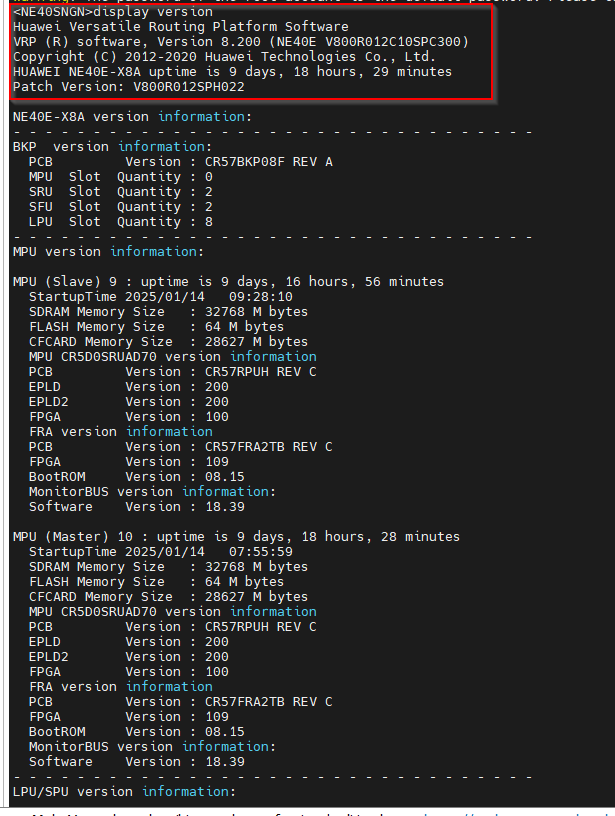 <NE40SNGN>display version
Huawei Versatile Routing Platform Software
VRP (R) software, Version 8.200 (NE40E V800R012C10SPC300)
Copyright (C) 2012-2020 Huawei Technologies Co., Ltd.
HUAWEI NE40E-X8A uptime is 9 days, 18 hours, 29 minutes
Patch Version: V800R012SPH022
NE40E-X8A version information:
- - - - - - - - - - - - - - - - - - - - - - - - - - - - - - - - -
BKP  version information:
  PCB         Version : CR57BKP08F REV A
  MPU  Slot  Quantity : 0
  SRU  Slot  Quantity : 2
  SFU  Slot  Quantity : 2
  LPU  Slot  Quantity : 8
- - - - - - - - - - - - - - - - - - - - - - - - - - - - - - - - -
MPU version information:
MPU (Slave) 9 : uptime is 9 days, 16 hours, 56 minutes
  StartupTime 2025/01/14   09:28:10
  SDRAM Memory Size   : 32768 M bytes
  FLASH Memory Size   : 64 M bytes
  CFCARD Memory Size  : 28627 M bytes
  MPU CR5D0SRUAD70 version information
  PCB         Version : CR57RPUH REV C
  EPLD        Version : 200
  EPLD2       Version : 200
  FPGA        Version : 100
  FRA version information
  PCB         Version : CR57FRA2TB REV C
  FPGA        Version : 109
  BootROM     Version : 08.15
  MonitorBUS version information:
  Software    Version : 18.39
MPU (Master) 10 : uptime is 9 days, 18 hours, 28 minutes
  StartupTime 2025/01/14   07:55:59
  SDRAM Memory Size   : 32768 M bytes
  FLASH Memory Size   : 64 M bytes
  CFCARD Memory Size  : 28627 M bytes
  MPU CR5D0SRUAD70 version information
  PCB         Version : CR57RPUH REV C
  EPLD        Version : 200
  EPLD2       Version : 200
  FPGA        Version : 100
  FRA version information
  PCB         Version : CR57FRA2TB REV C
  FPGA        Version : 109
  BootROM     Version : 08.15
  MonitorBUS version information:
  Software    Version : 18.39
- - - - - - - - - - - - - - - - - - - - - - - - - - - - - - - - -
LPU/SPU version information: